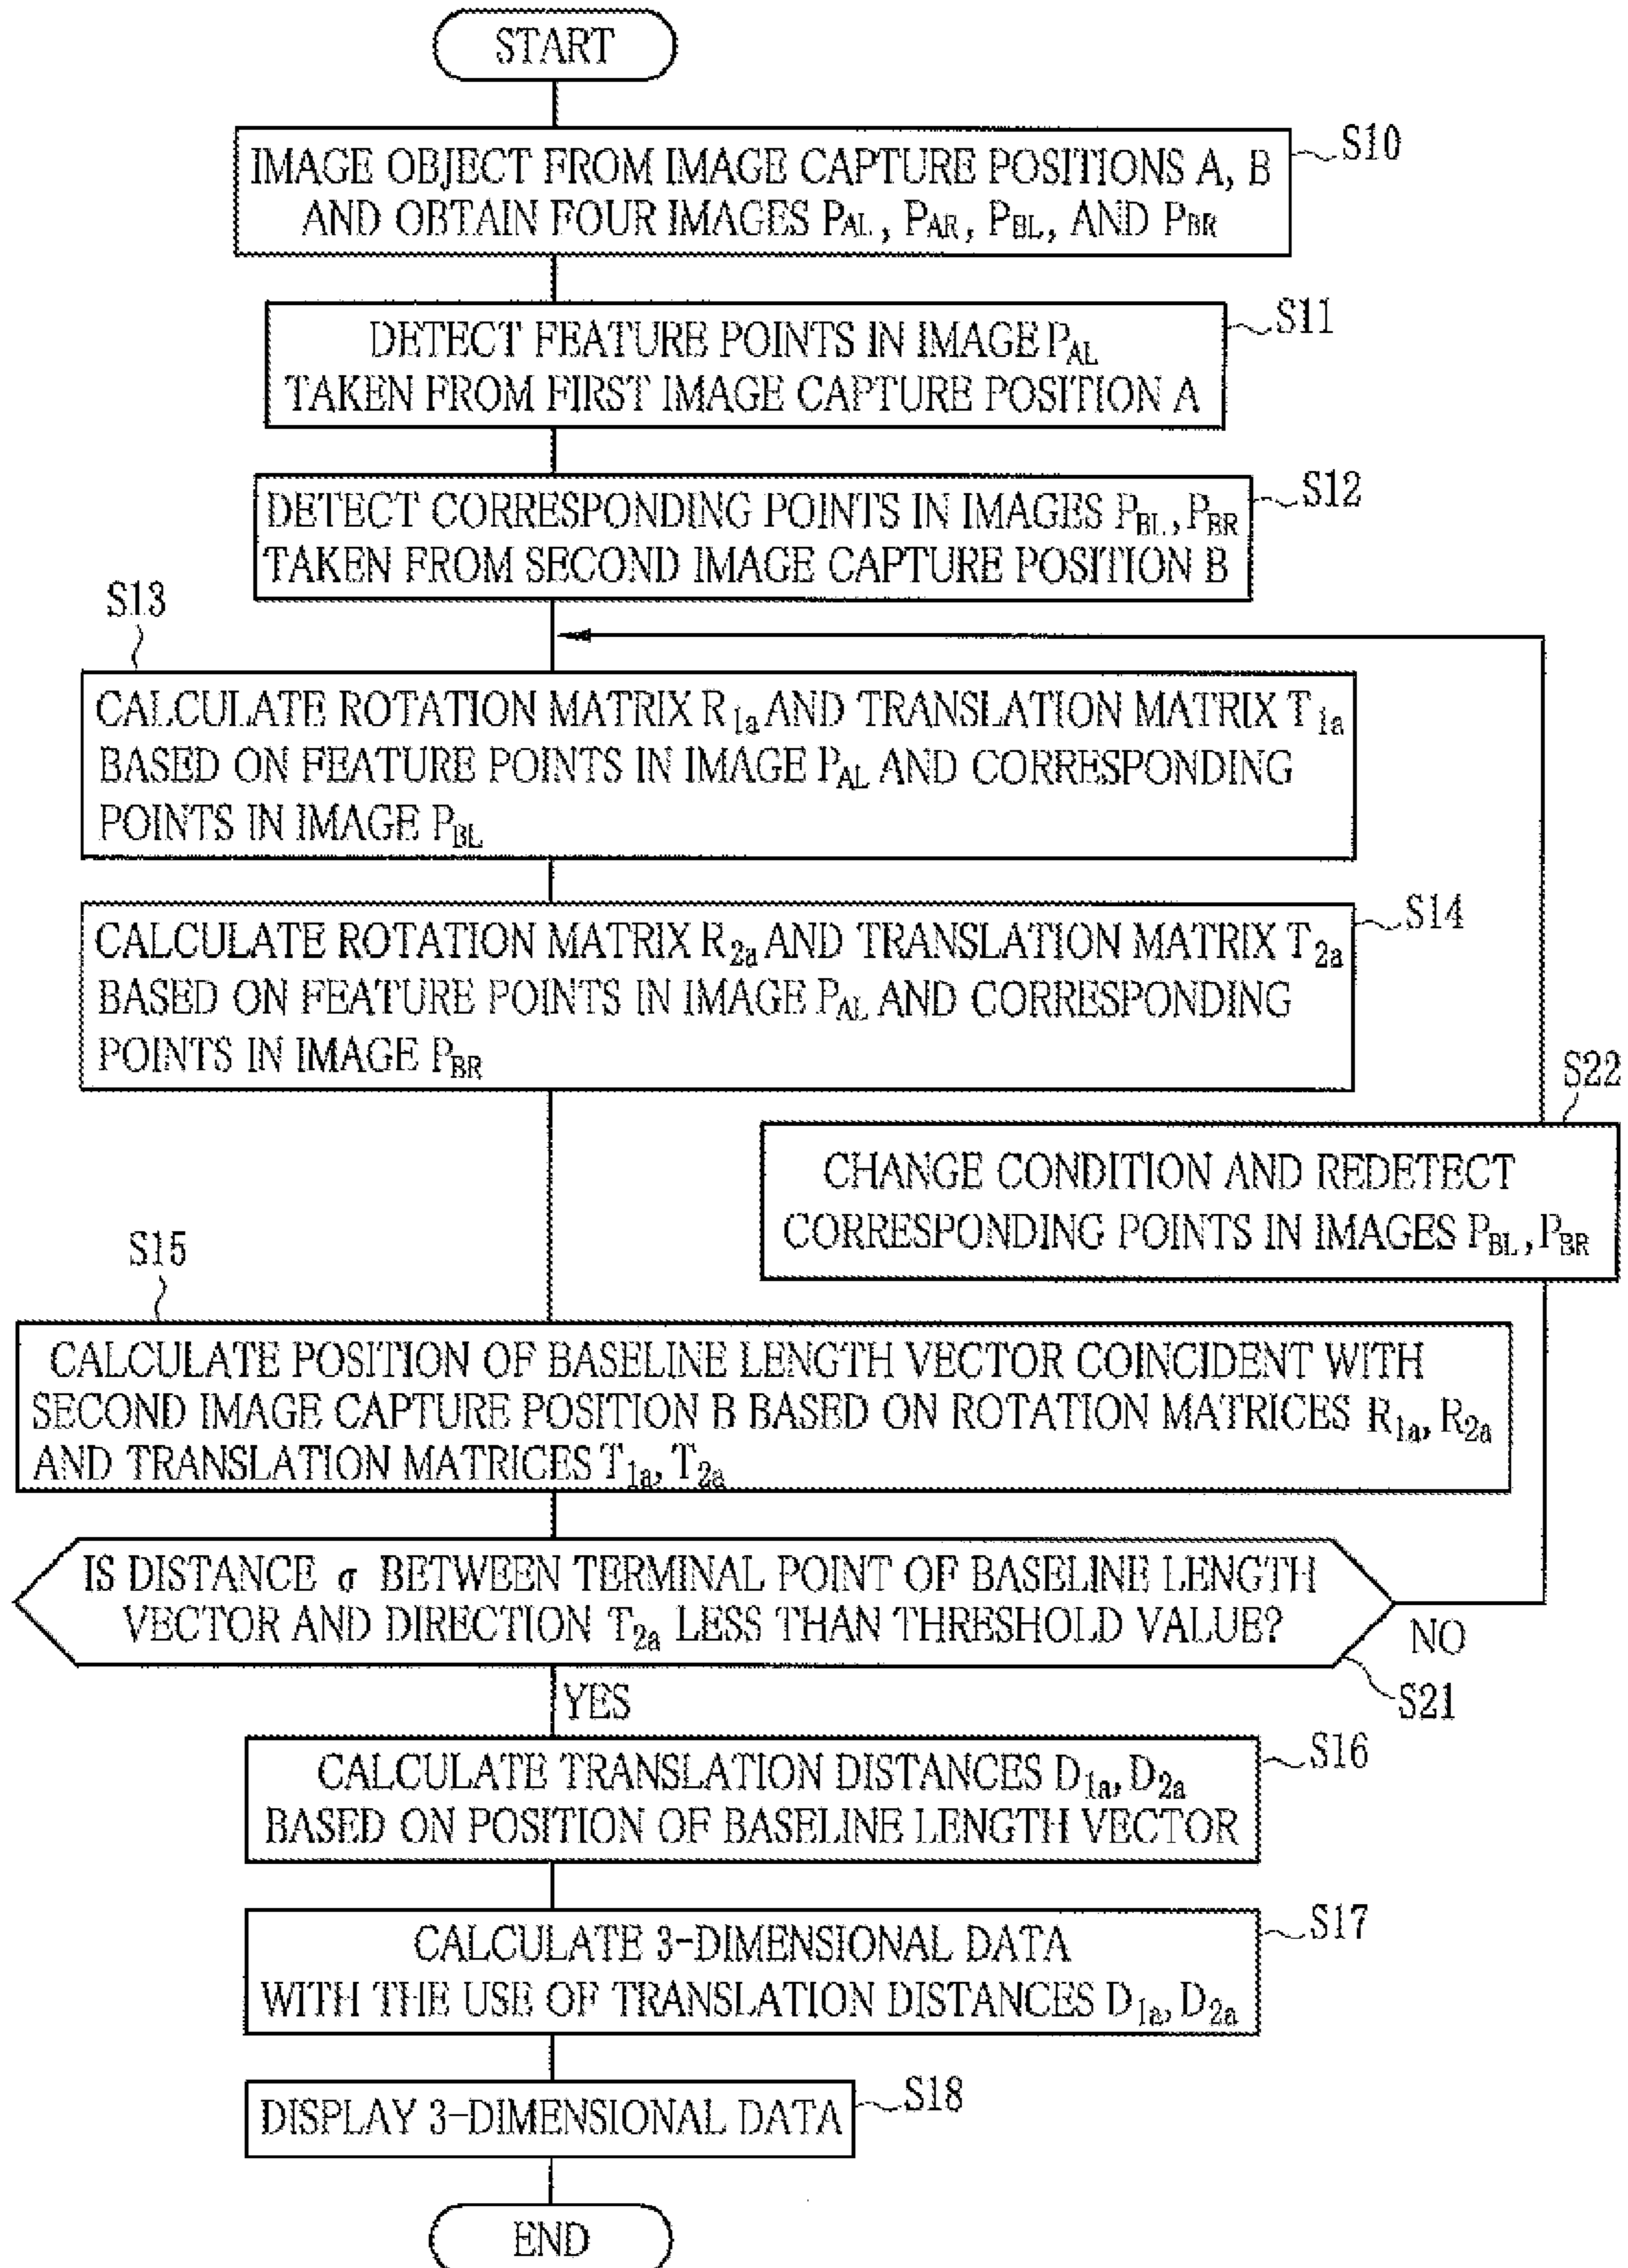 START
S10
IMAGE OBJECT FROM IMAGE CAPTURE POSITIONS A, B
AND OBTAIN FOUR IMAGES PAL, PAR, PBL, AND PBR
S11
DETECT FEATURE POINTS IN IMAGE PAL
TAKEN FROM FIRST IMAGE CAPTURE POSITION A
S12
DETECT CORRESPONDING POINTS IN IMAGES PBL, PBR
TAKEN FROM SECOND IMAGE CAPTURE POSITION B
S13
CALCULATE ROTATION MATRIX R1a AND TRANSLATION MATRIX T1a
BASED ON FEATURE POINTS IN IMAGE PAL AND CORRESPONDING
POINTS IN IMAGE PBL
S14
CALCULATE ROTATION MATRIX R2a AND TRANSLATION MATRIX T2a
BASED ON FEATURE POINTS IN IMAGE PAL AND CORRESPONDING
POINTS IN IMAGE PBR
S22
CHANGE CONDITION AND REDETECT
CORRESPONDING POINTS IN IMAGES PBL, PBR
S15
CALCULATE POSITION OF BASELINE LENGTH VECTOR COINCIDENT WITH
SECOND IMAGE CAPTURE POSITION B BASED ON ROTATION MATRICES R1a, R2a
AND TRANSLATION MATRICES T1a, T2a
IS DISTANCE σ BETWEEN TERMINAL POINT OF BASELINE LENGTH
VECTOR AND DIRECTION T2a LESS THAN THRESHOLD VALUE?
NO
S21
YES
S16
CALCULATE TRANSLATION DISTANCES D1a, D2a
BASED ON POSITION OF BASELINE LENGTH VECTOR
S17
CALCULATE 3-DIMENSIONAL DATA
WITH THE USE OF TRANSLATION DISTANCES D1a, D2a
S18
DISPLAY 3-DIMENSIONAL DATA
END